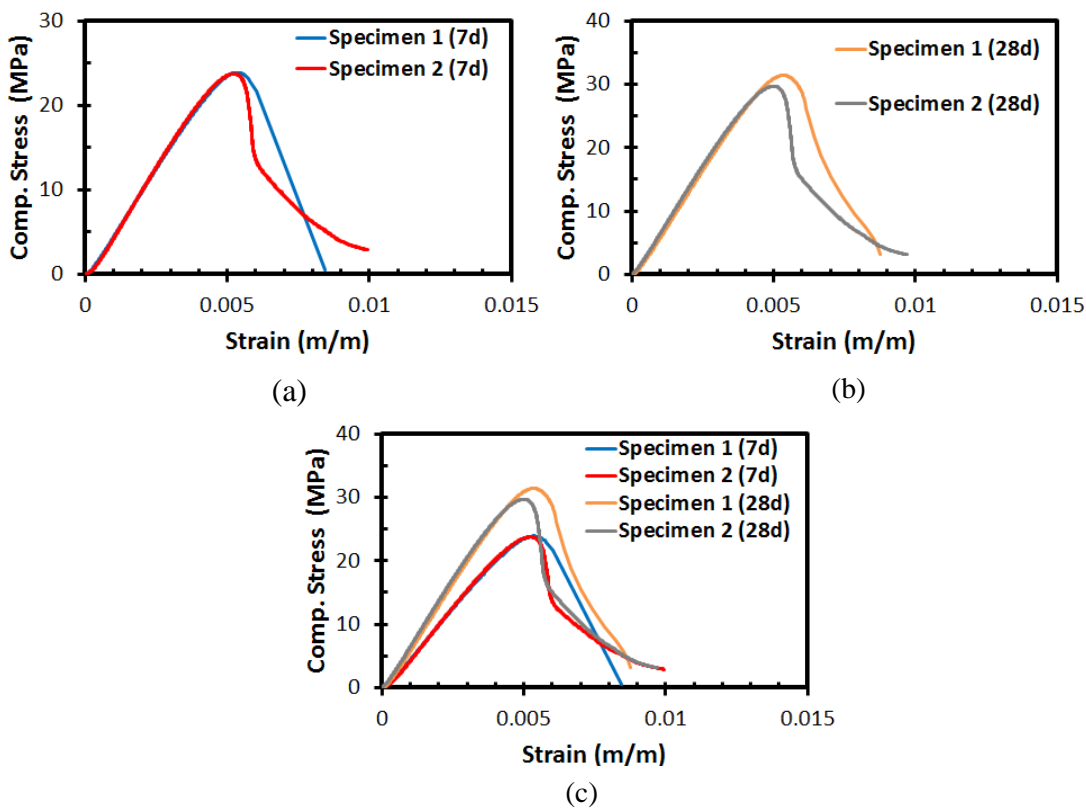 30
20
10
0
Comp. Stress (MPa)
Specimen 1 (7d)
Specimen 2 (7d)
0 0.005 0.01 0.015
Strain (m/m)
(a)
40
30
20
10
0
Comp. Stress (MPa)
Specimen 1 (28d)
Specimen 2 (28d)
0 0.005 0.01 0.015
Strain (m/m)
(b)
40
30
20
10
0
Comp. Stress (MPa)
Specimen 1 (7d)
Specimen 2 (7d)
Specimen 1 (28d)
Specimen 2 (28d)
0 0.005 0.01 0.015
Strain (m/m)
(c)